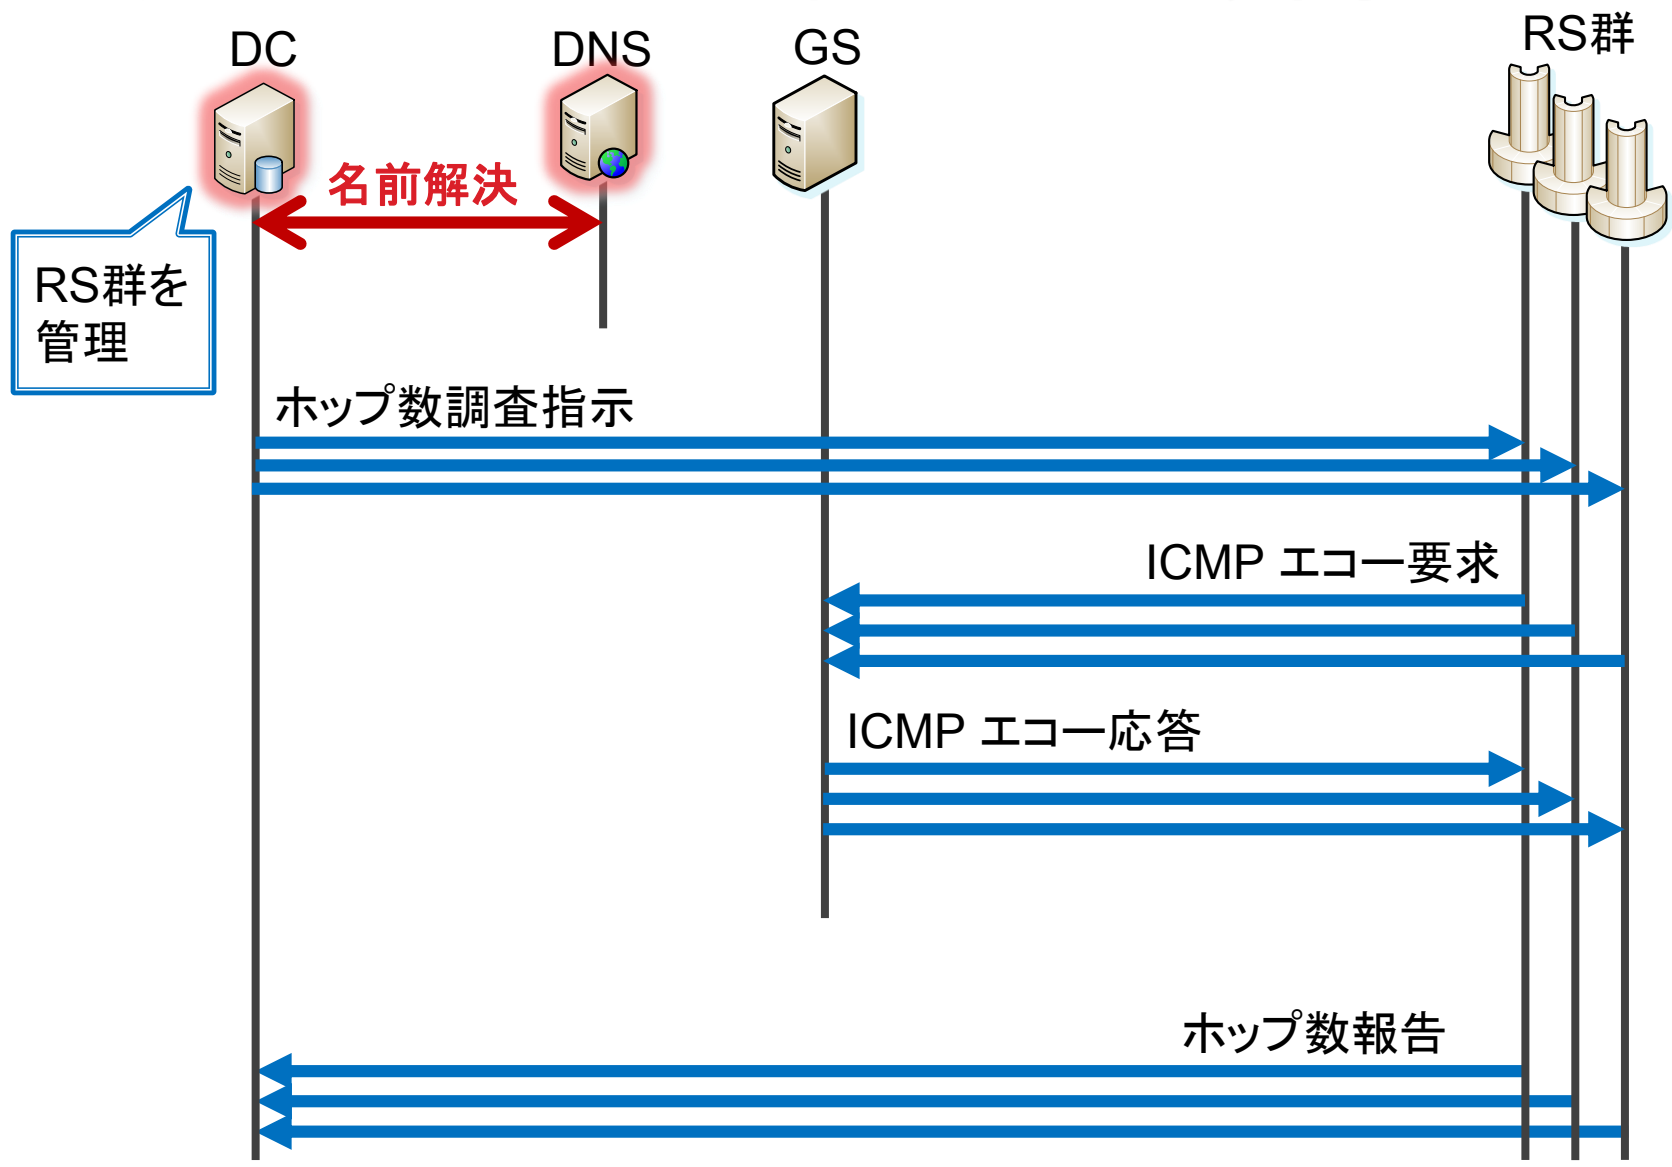 DC
DNS
GS
RS群
名前解決
RS群を
管理
ホップ数調査指示
ICMP エコー要求
ICMP エコー応答
ホップ数報告